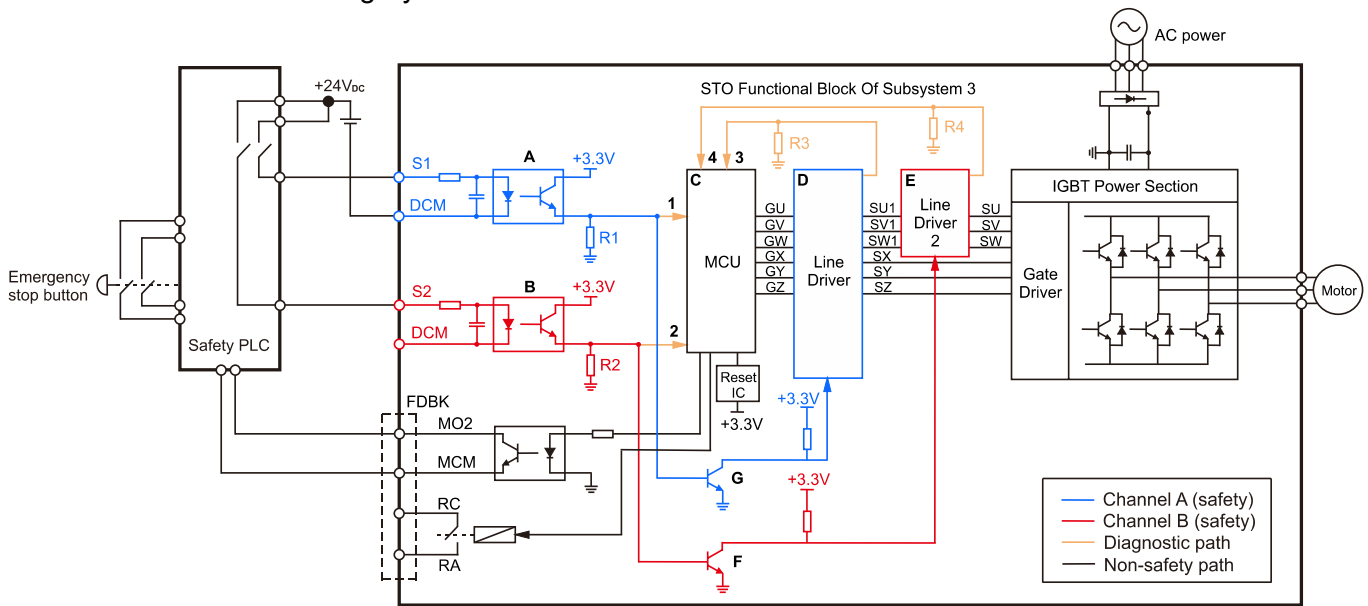 AC power
STO Functional Block Of Subsystem 3
+24VDC
S1
A
+3.3V
R3
R4
4 3
C
D
E
IGBT Power Section
DCM
1
R1
GU
GV
GW
GX
GY
GZ
MCU
Line
Driver
SU1
SV1
SW1
SX
SY
SZ
Line
Driver
2
SU
SV
SW
Gate
Driver
Motor
Emergency
stop button
Safety PLC
S2
B
+3.3V
DCM
2
R2
Reset
IC
+3.3V
+3.3V
FDBK
MO2
MCM
G
+3.3V
RC
RA
F
Channel A (safety)
Channel B (safety)
Diagnostic path
Non-safety path